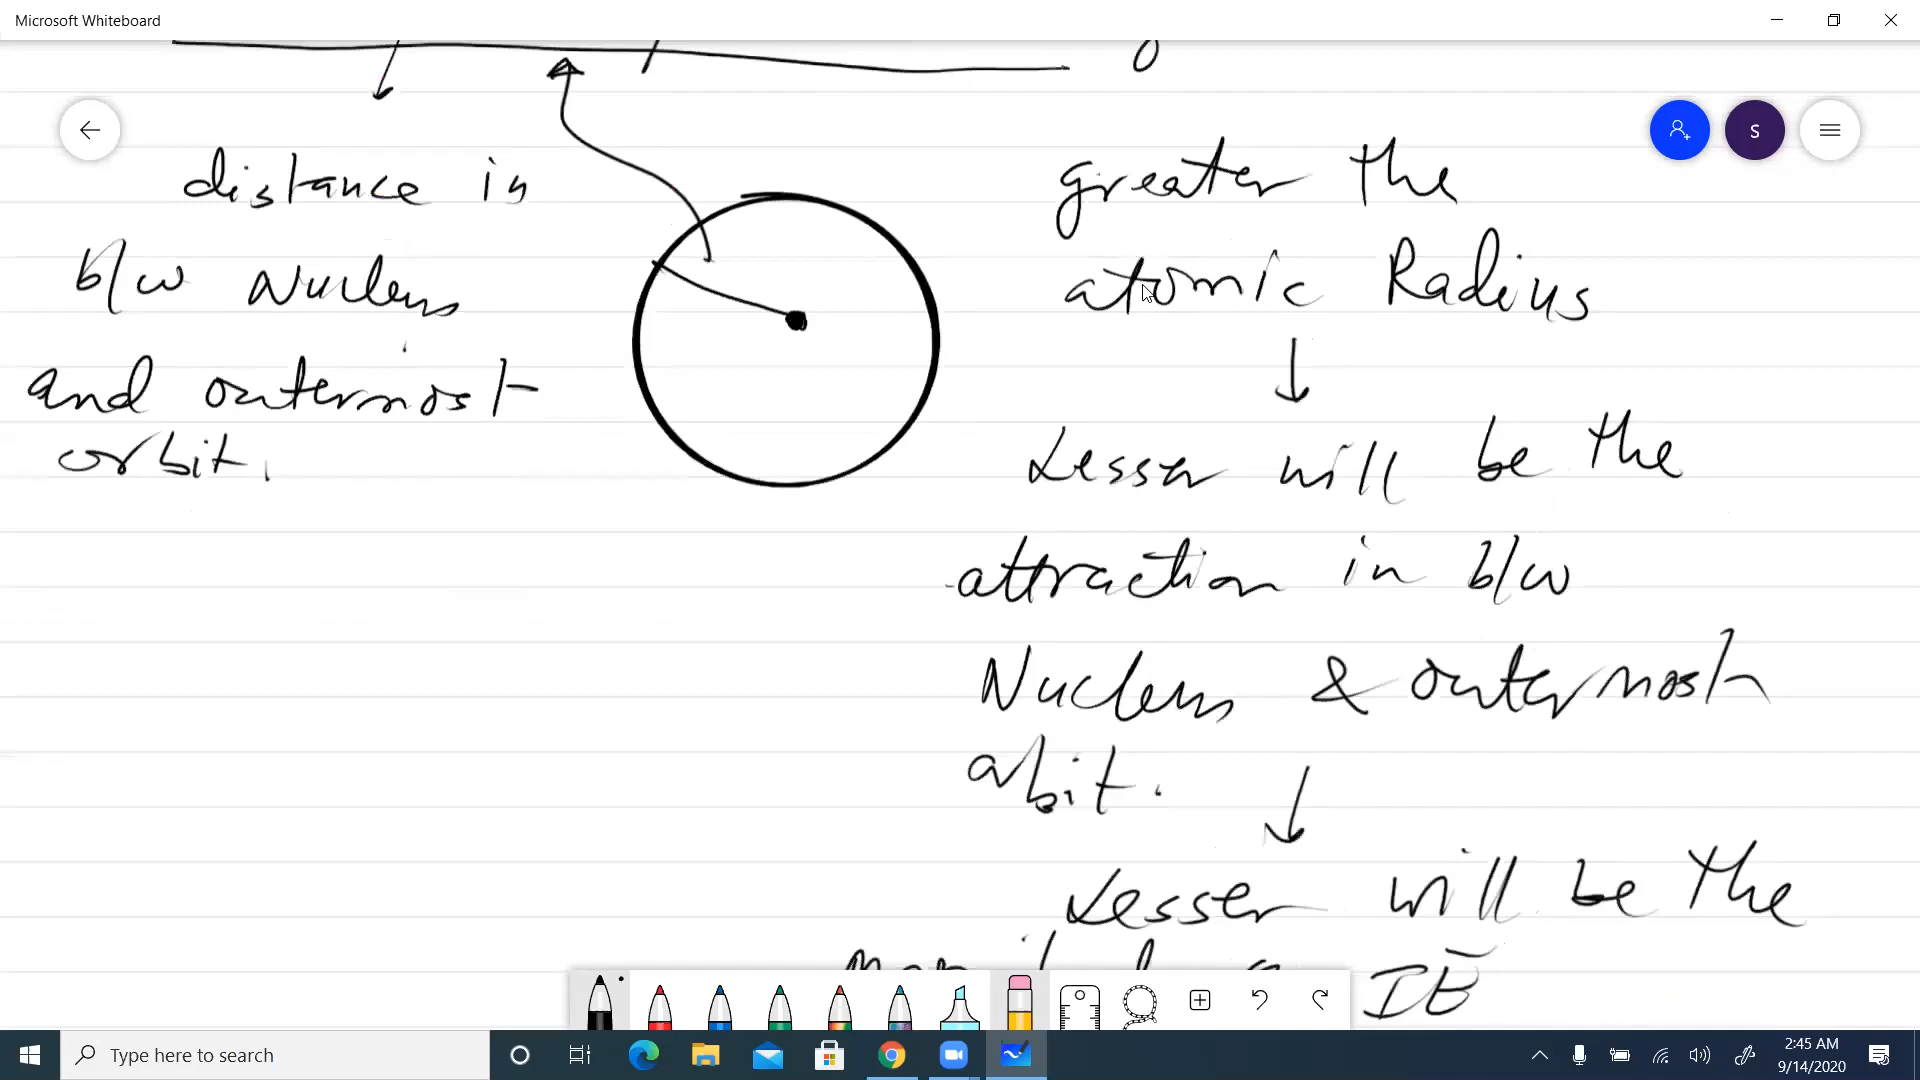 Microsoft Whiteboard
S
distance is
b/w Nucleus
and outermost
orbit.
greater the
atomic Radius
Lesser will be the
attraction in b/w
Nucleus & outermost
orbit.
Lesser will be the
IE
Type here to search
2:45 AM
9/14/2020